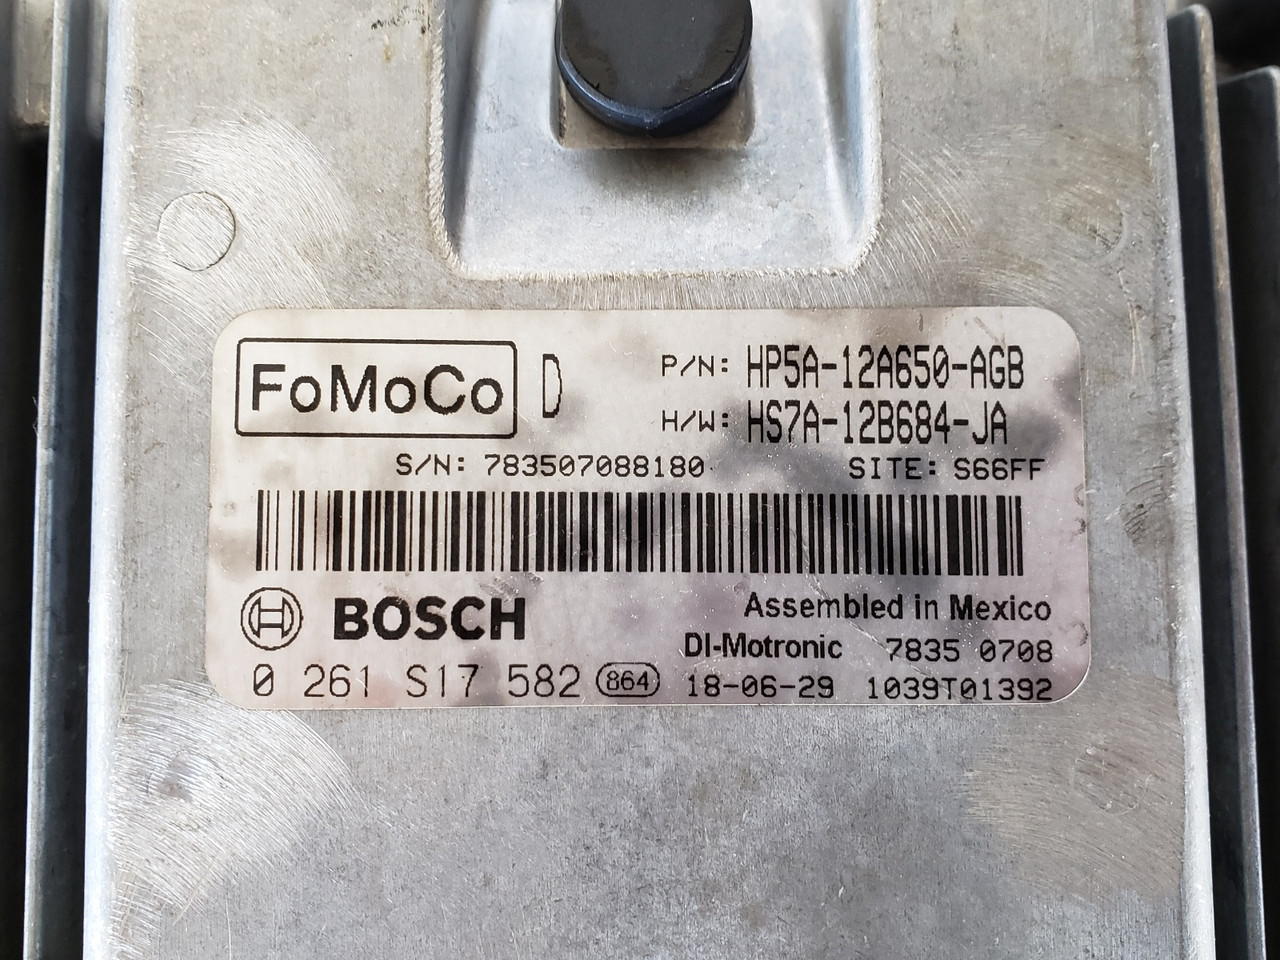 FoMoCo D P/N: HP5A-12A650-AGB
H/W: HS7A-12B684-JA
S/N: 783507088180 SITE: S66FF
BOSCH Assembled in Mexico
DI-Motronic 7835 0708
0 261 S17 582 864 18-06-29 1039T01392